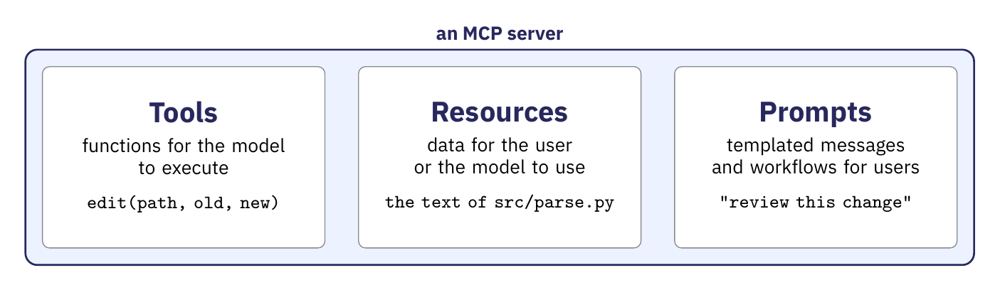 an MCP server
Tools
functions for the model
to execute
edit(path, old, new)
Resources
data for the user
or the model to use
the text of src/parse.py
Prompts
templated messages
and workflows for users
"review this change"